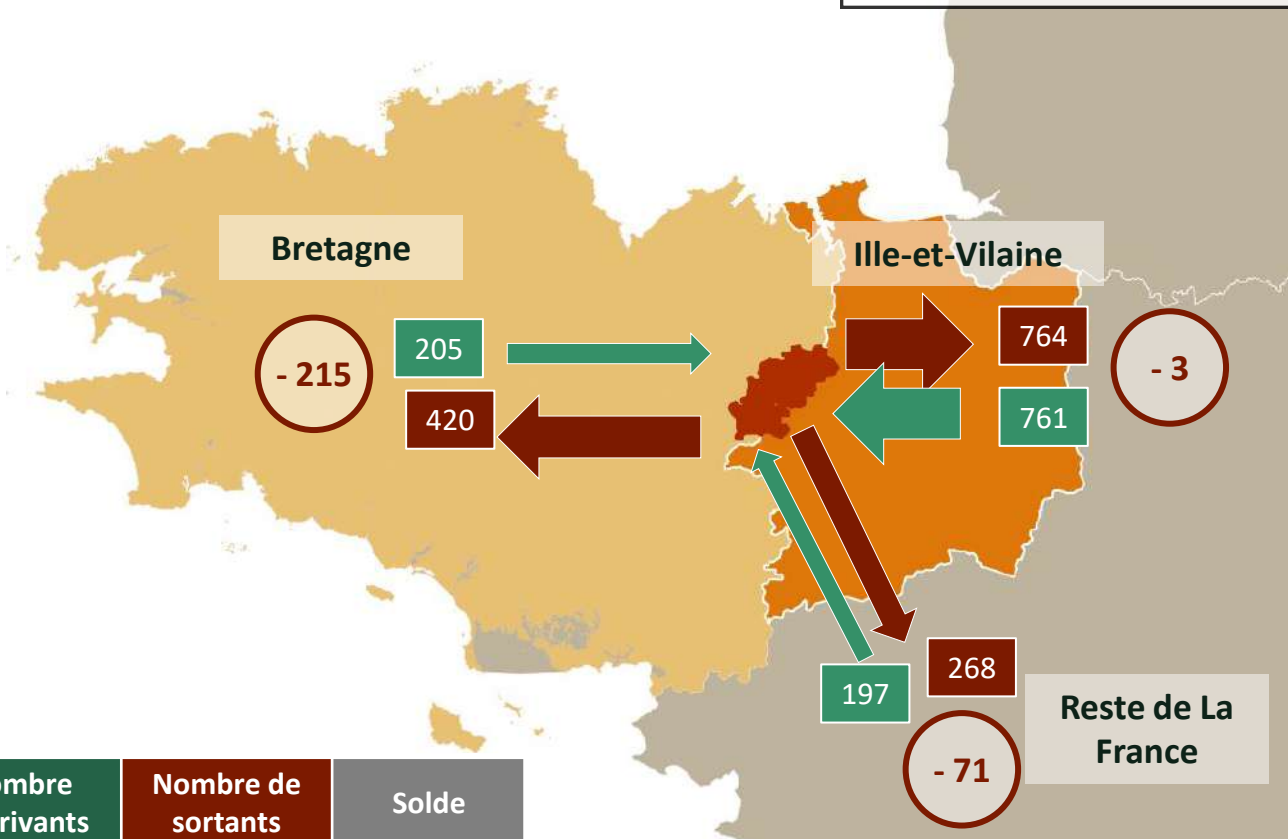 Bretagne
Ille-et-Vilaine
- 215
205
420
764
761
- 3
197
268
- 71
Reste de La
France
Nombre de
sortants
Solde